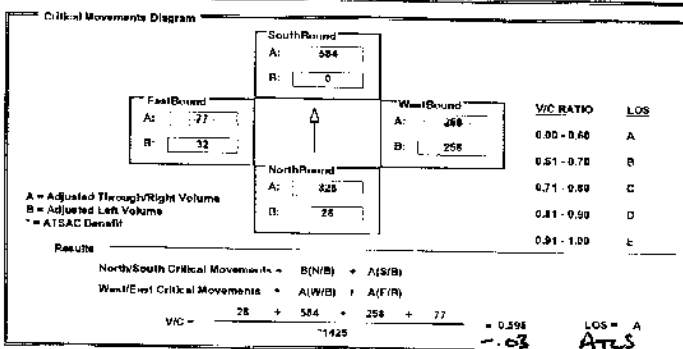 Critical Movements Diagram
SouthBound
A: 584
B: 0
EastBound
A: 77
B: 32
WestBound
A: 258
B: 258
NorthBound
A: 328
B: 28
A = Adjusted Through/Right Volume
B = Adjusted Left Volume
* = ATSAC Benefit
V/C RATIO LOS
0.00 - 0.60 A
0.61 - 0.70 B
0.71 - 0.80 C
0.81 - 0.90 D
0.91 - 1.00 E
Results
North/South Critical Movements = B(N/B) + A(S/B)
West/East Critical Movements = A(W/B) + A(E/B)
V/C = 28 + 584 + 258 + 77
*1425
= 0.595 LOS = A
-.03 ATCS